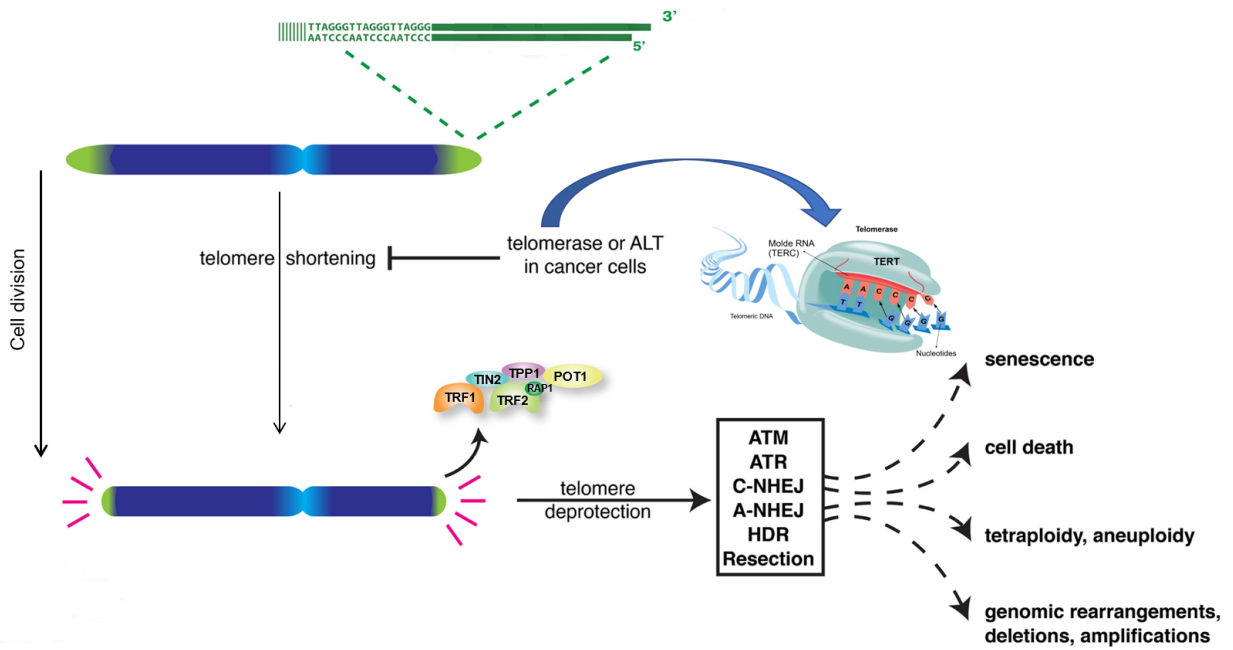 3’
TTAGGGTTAGGGTTAGGG
AATCCCAATCCCAATCCC
5’
Cell division
telomere shortening
telomerase or ALT
in cancer cells
Telomerase
Molde RNA
(TERC)
TERT
A A C C C C
T T G G G G
Telomeric DNA
Nucleotides
TIN2
TPP1
POT1
RAP1
TRF1
TRF2
telomere
deprotection
ATM
ATR
C-NHEJ
A-NHEJ
HDR
Resection
senescence
cell death
tetraploidy, aneuploidy
genomic rearrangements,
deletions, amplifications